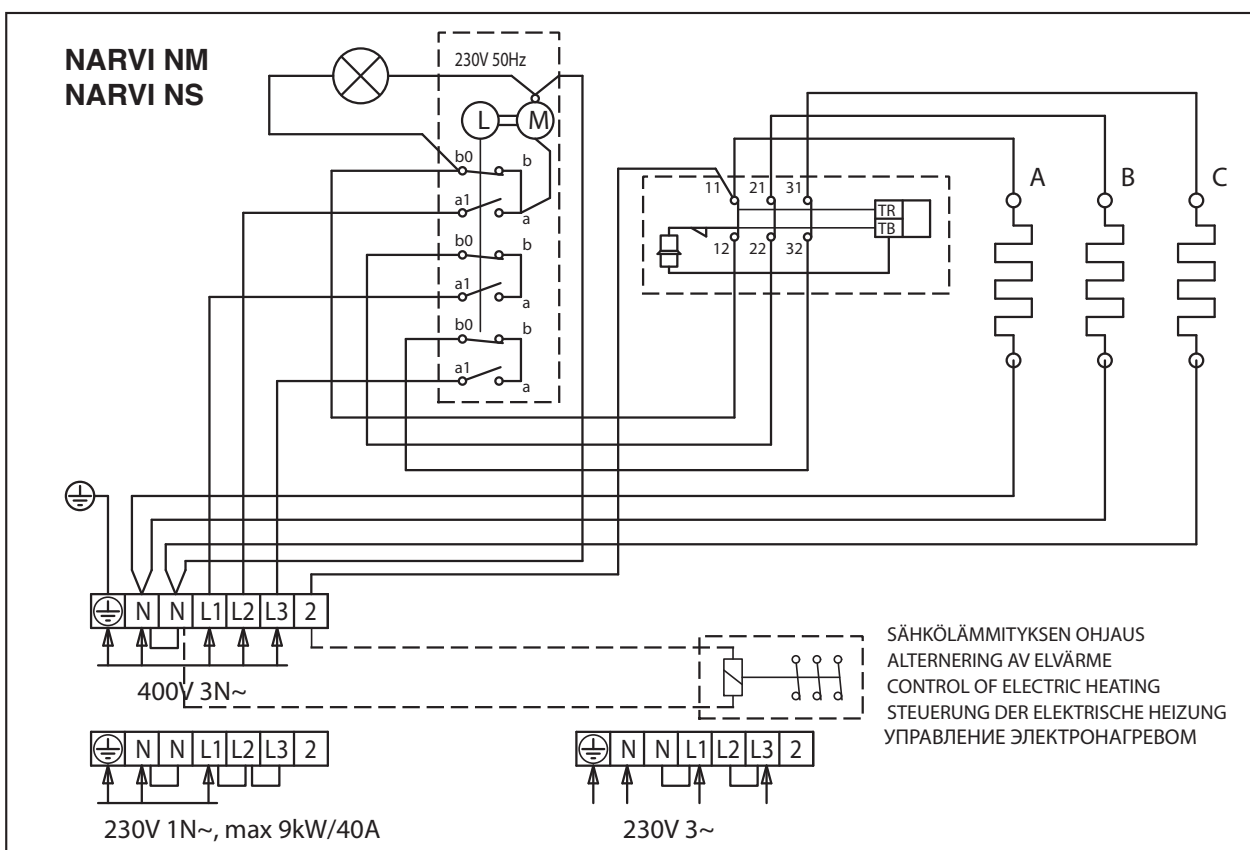 NARVI NM
NARVI NS
230V 50Hz
L M
b0 b
a1 a
b0 b
a1 a
b0 b
a1 a
11 21 31
TR
TB
12 22 32
A B C
N N L1 L2 L3 2
400V 3N~
SÄHKÖLÄMMITYKSEN OHJAUS
ALTERNERING AV ELVÄRME
CONTROL OF ELECTRIC HEATING
STEUERUNG DER ELEKTRISCHE HEIZUNG
УПРАВЛЕНИЕ ЭЛЕКТРОНАГРЕВОМ
N N L1 L2 L3 2
230V 1N~, max 9kW/40A
N N L1 L2 L3 2
230V 3~